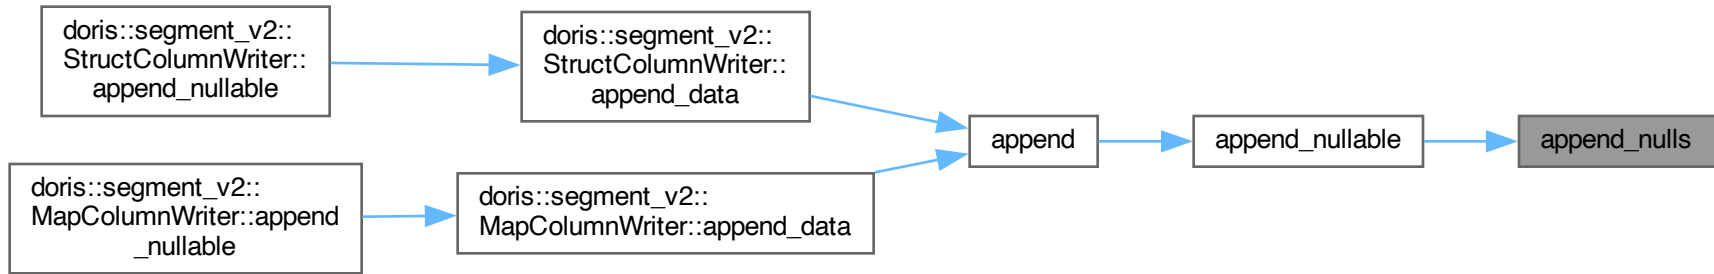 doris::segment_v2::
StructColumnWriter::
append_nullable
doris::segment_v2::
StructColumnWriter::
append_data
append
append_nullable
append_nulls
doris::segment_v2::
MapColumnWriter::append
_nullable
doris::segment_v2::
MapColumnWriter::append_data